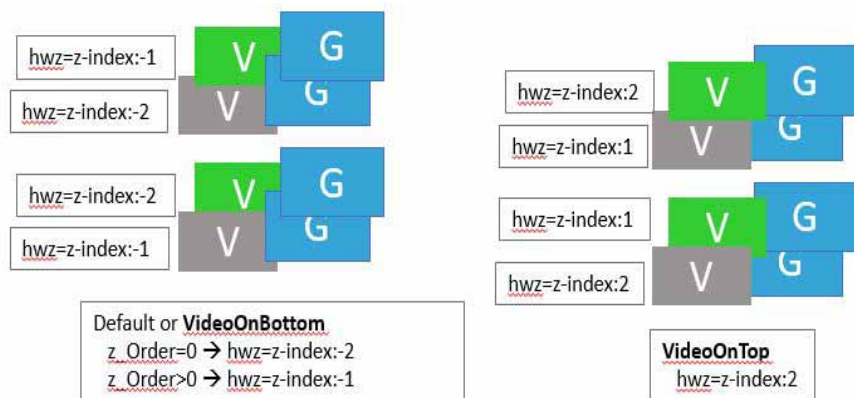 hwz=z-index:-1
V
G
hwz=z-index:-2
V
G
hwz=z-index:-2
V
G
hwz=z-index:-1
V
G
Default or VideoOnBottom
z_Order=0 → hwz=z-index:-2
z_Order>0 → hwz=z-index:-1
hwz=z-index:2
V
G
hwz=z-index:1
V
G
hwz=z-index:1
V
G
hwz=z-index:2
V
G
VideoOnTop
hwz=z-index:2